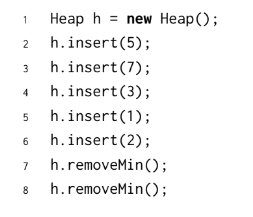 1 Heap h = new Heap();
2 h.insert(5);
3 h.insert(7);
4 h.insert(3);
5 h.insert(1);
6 h.insert(2);
7 h.removeMin();
8 h.removeMin();